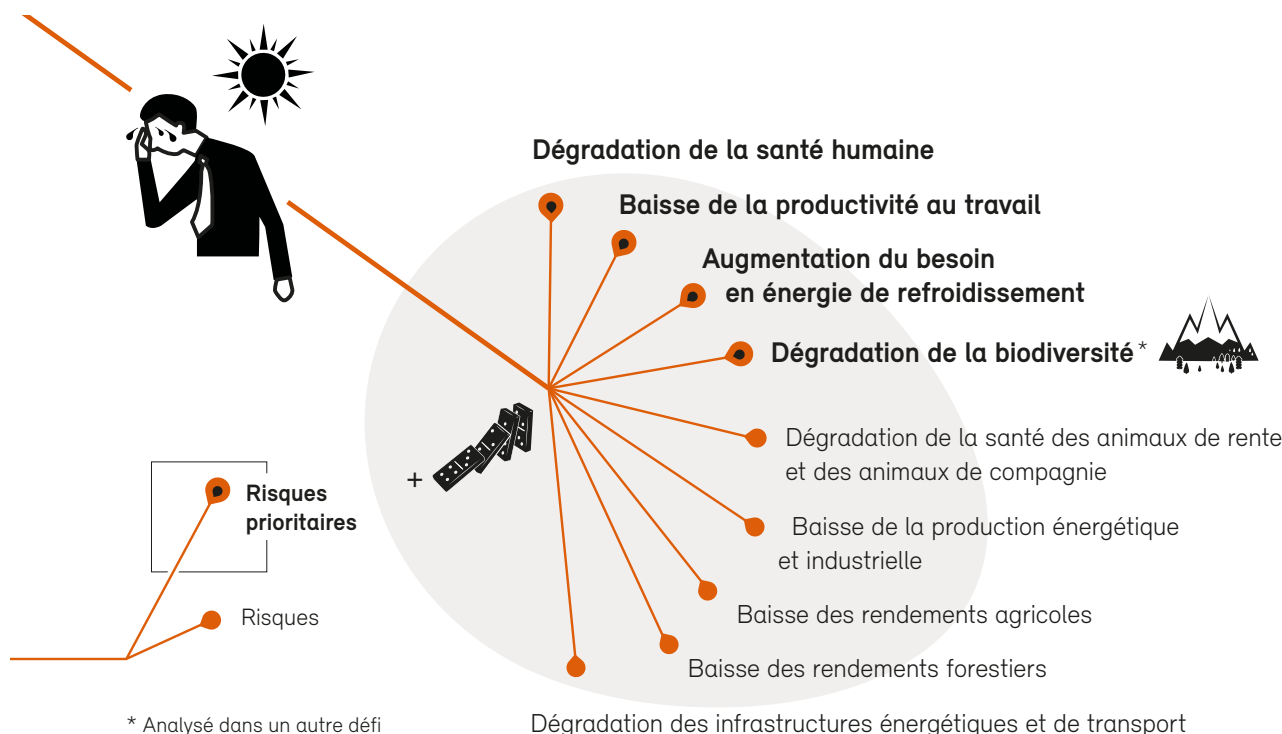 Dégradation de la santé humaine
Baisse de la productivité au travail
Augmentation du besoin
en énergie de refroidissement
Dégradation de la biodiversité *
Dégradation de la santé des animaux de rente
et des animaux de compagnie
+
Baisse de la production énergétique
et industrielle
Baisse des rendements agricoles
Baisse des rendements forestiers
Dégradation des infrastructures énergétiques et de transport
Risques
prioritaires
Risques
* Analysé dans un autre défi